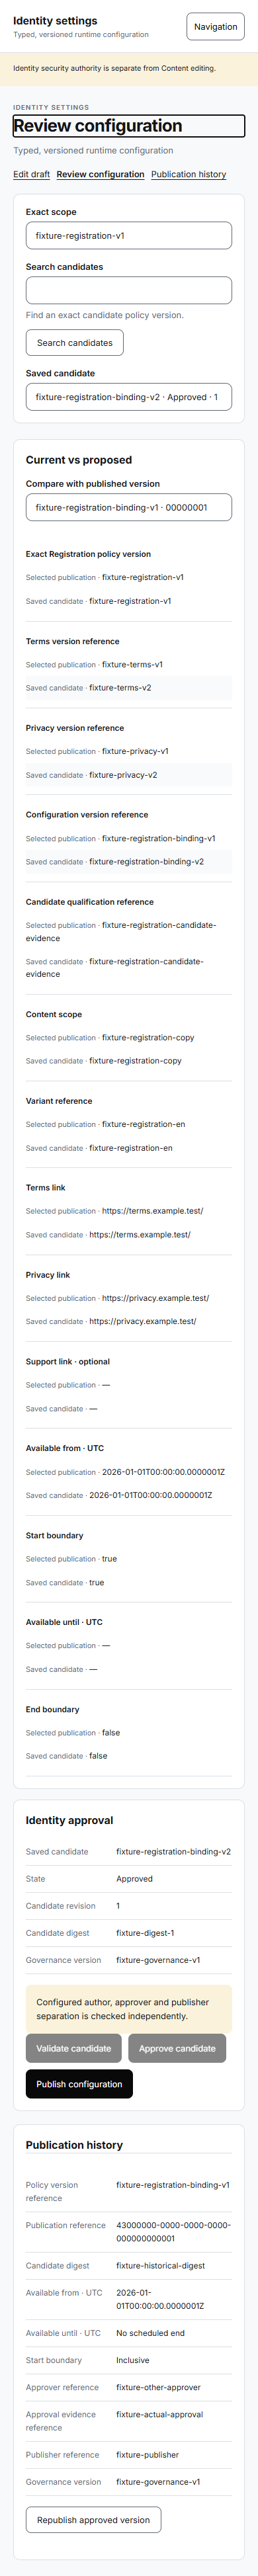 Identity settings
Typed, versioned runtime configuration
Navigation
Identity security authority is separate from Content editing.
IDENTITY SETTINGS
Review configuration
Typed, versioned runtime configuration
Edit draft Review configuration Publication history
Exact scope
fixture-registration-v1
Search candidates
Find an exact candidate policy version.
Search candidates
Saved candidate
fixture-registration-binding-v2 · Approved · 1
Current vs proposed
Compare with published version
fixture-registration-binding-v1 · 00000001
Exact Registration policy version
Selected publication · fixture-registration-v1
Saved candidate · fixture-registration-v1
Terms version reference
Selected publication · fixture-terms-v1
Saved candidate · fixture-terms-v2
Privacy version reference
Selected publication · fixture-privacy-v1
Saved candidate · fixture-privacy-v2
Configuration version reference
Selected publication · fixture-registration-binding-v1
Saved candidate · fixture-registration-binding-v2
Candidate qualification reference
Selected publication · fixture-registration-candidate-
evidence
Saved candidate · fixture-registration-candidate-
evidence
Content scope
Selected publication · fixture-registration-copy
Saved candidate · fixture-registration-copy
Variant reference
Selected publication · fixture-registration-en
Saved candidate · fixture-registration-en
Terms link
Selected publication · https://terms.example.test/
Saved candidate · https://terms.example.test/
Privacy link
Selected publication · https://privacy.example.test/
Saved candidate · https://privacy.example.test/
Support link · optional
Selected publication · —
Saved candidate · —
Available from · UTC
Selected publication · 2026-01-01T00:00:00.0000001Z
Saved candidate · 2026-01-01T00:00:00.0000001Z
Start boundary
Selected publication · true
Saved candidate · true
Available until · UTC
Selected publication · —
Saved candidate · —
End boundary
Selected publication · false
Saved candidate · false
Identity approval
Saved candidate fixture-registration-binding-v2
State Approved
Candidate revision 1
Candidate digest fixture-digest-1
Governance version fixture-governance-v1
Configured author, approver and publisher
separation is checked independently.
Validate candidate Approve candidate
Publish configuration
Publication history
Policy version fixture-registration-binding-v1
reference
Publication reference 43000000-0000-0000-0000-
000000000001
Candidate digest fixture-historical-digest
Available from · UTC 2026-01-
01T00:00:00.0000001Z
Available until · UTC No scheduled end
Start boundary Inclusive
Approver reference fixture-other-approver
Approval evidence fixture-actual-approval
reference
Publisher reference fixture-publisher
Governance version fixture-governance-v1
Republish approved version